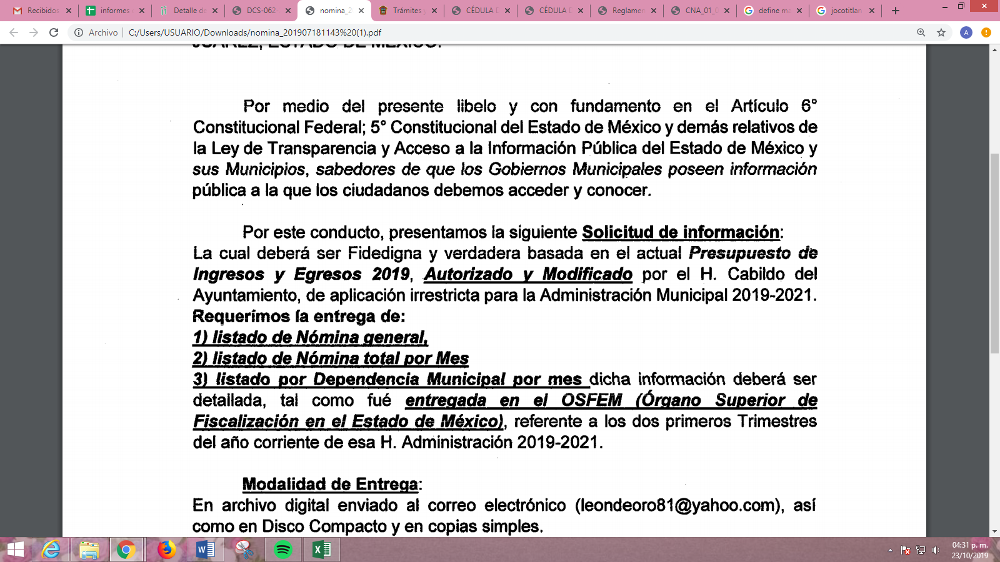 Recibidos
informes
Detalle de
DCS-062-
nomina_2
Trámites y
CÉDULA D
CÉDULA D
Reglamen
CNA_01_0
define ma
jocotitlan
Archivo
C:/Users/USUARIO/Downloads/nomina_201907181143%20(1).pdf
A
JUÁREZ, ESTADO DE MÉXICO.
Por medio del presente libelo y con fundamento en el Artículo 6°
Constitucional Federal; 5° Constitucional del Estado de México y demás relativos de
la Ley de Transparencia y Acceso a la Información Pública del Estado de México y
sus Municipios, sabedores de que los Gobiernos Municipales poseen información
pública a la que los ciudadanos debemos acceder y conocer.
Por este conducto, presentamos la siguiente Solicitud de información:
La cual deberá ser Fidedigna y verdadera basada en el actual Presupuesto de
Ingresos y Egresos 2019, Autorizado y Modificado por el H. Cabildo del
Ayuntamiento, de aplicación irrestricta para la Administración Municipal 2019-2021.
Requerimos la entrega de:
1) listado de Nómina general,
2) listado de Nómina total por Mes
3) listado por Dependencia Municipal por mes dicha información deberá ser
detallada, tal como fué entregada en el OSFEM (Órgano Superior de
Fiscalización en el Estado de México), referente a los dos primeros Trimestres
del año corriente de esa H. Administración 2019-2021.
Modalidad de Entrega:
En archivo digital enviado al correo electrónico (leondeoro81@yahoo.com), así
como en Disco Compacto y en copias simples.
04:31 p. m.
23/10/2019